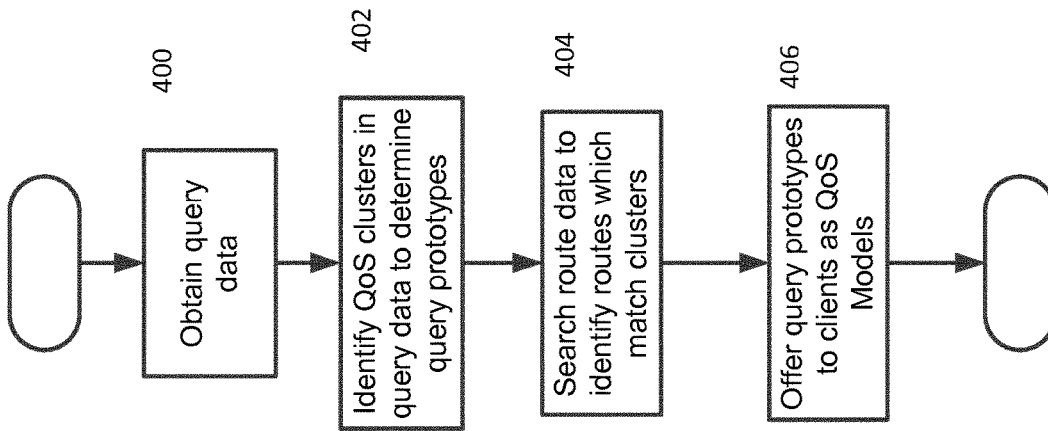 400
Obtain query
data
402
Identify QoS clusters in
query data to determine
query prototypes
404
Search route data to
identify routes which
match clusters
406
Offer query prototypes
to clients as QoS
Models